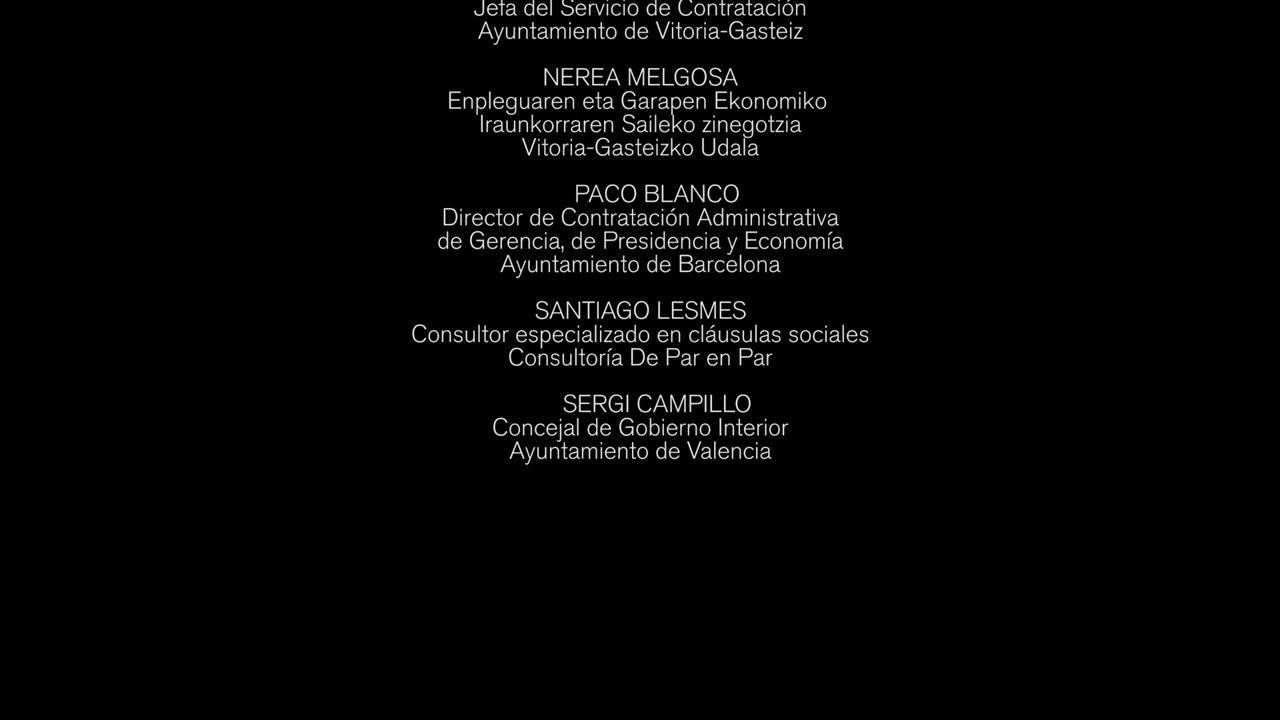 Jefa del Servicio de Contratación
Ayuntamiento de Vitoria-Gasteiz
NEREA MELGOSA
Enpleguaren eta Garapen Ekonomiko
Iraunkorraren Saileko zinegotzia
Vitoria-Gasteizko Udala
PACO BLANCO
Director de Contratación Administrativa
de Gerencia, de Presidencia y Economía
Ayuntamiento de Barcelona
SANTIAGO LESMES
Consultor especializado en cláusulas sociales
Consultoría De Par en Par
SERGI CAMPILLO
Concejal de Gobierno Interior
Ayuntamiento de Valencia